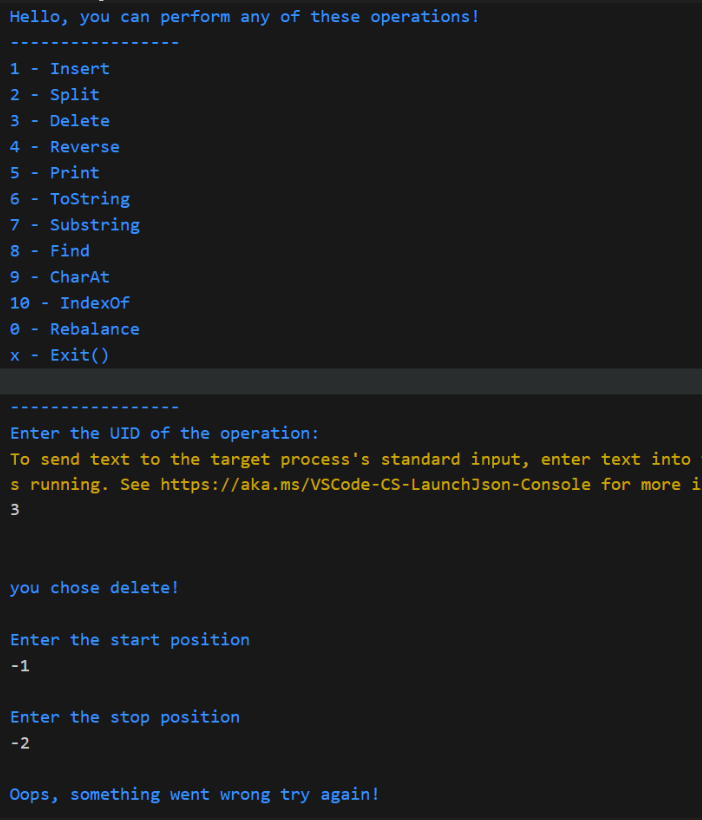 Hello, you can perform any of these operations!
-----------------
1 - Insert
2 - Split
3 - Delete
4 - Reverse
5 - Print
6 - ToString
7 - Substring
8 - Find
9 - CharAt
10 - IndexOf
0 - Rebalance
x - Exit()
-----------------
Enter the UID of the operation:
To send text to the target process's standard input, enter text into
s running. See https://aka.ms/VSCode-CS-LaunchJson-Console for more i
3
you chose delete!
Enter the start position
-1
Enter the stop position
-2
Oops, something went wrong try again!